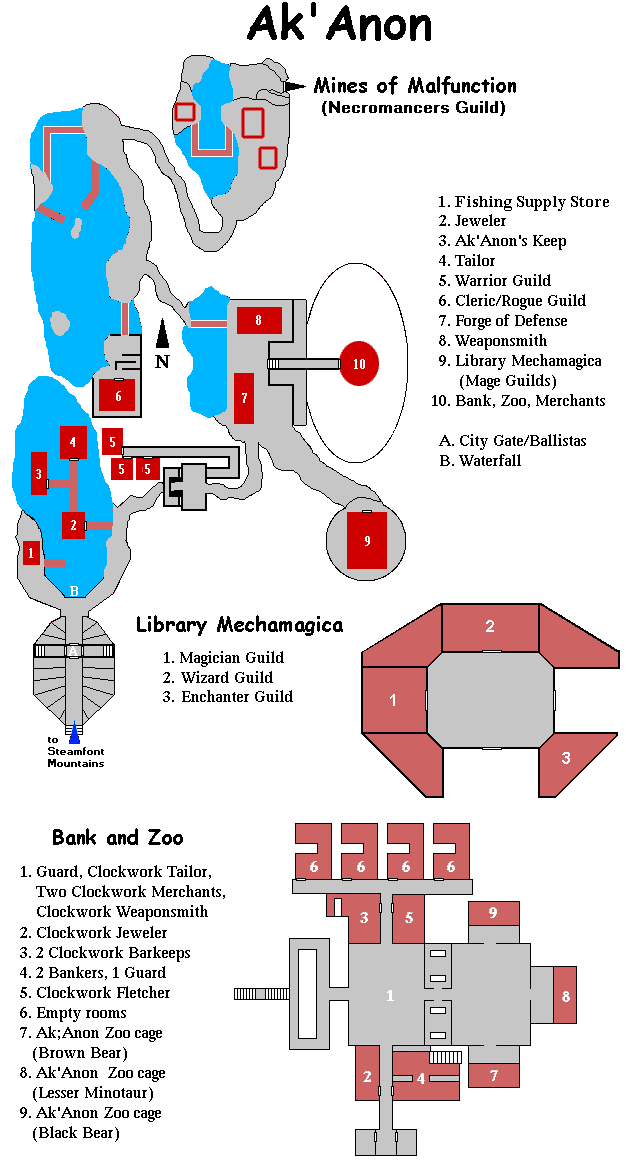 Ak'Anon
Mines of Malfunction
(Necromancers Guild)
1. Fishing Supply Store
2. Jeweler
3. Ak'Anon's Keep
4. Tailor
5. Warrior Guild
6. Cleric/Rogue Guild
7. Forge of Defense
8. Weaponsmith
9. Library Mechamagica
(Mage Guilds)
10. Bank, Zoo, Merchants
A. City Gate/Ballistas
B. Waterfall
8
N
10
6
7
4
5
5
5
3
2
9
1
B
A
to
Steamfont
Mountains
Library Mechamagica
1. Magician Guild
2. Wizard Guild
3. Enchanter Guild
2
1
3
Bank and Zoo
1. Guard, Clockwork Tailor,
Two Clockwork Merchants,
Clockwork Weaponsmith
2. Clockwork Jeweler
3. 2 Clockwork Barkeeps
4. 2 Bankers, 1 Guard
5. Clockwork Fletcher
6. Empty rooms
7. Ak;Anon Zoo cage
(Brown Bear)
8. Ak'Anon Zoo cage
(Lesser Minotaur)
9. Ak'Anon Zoo cage
(Black Bear)
6 6 6 6
3 5 9
1 8
2 4 7